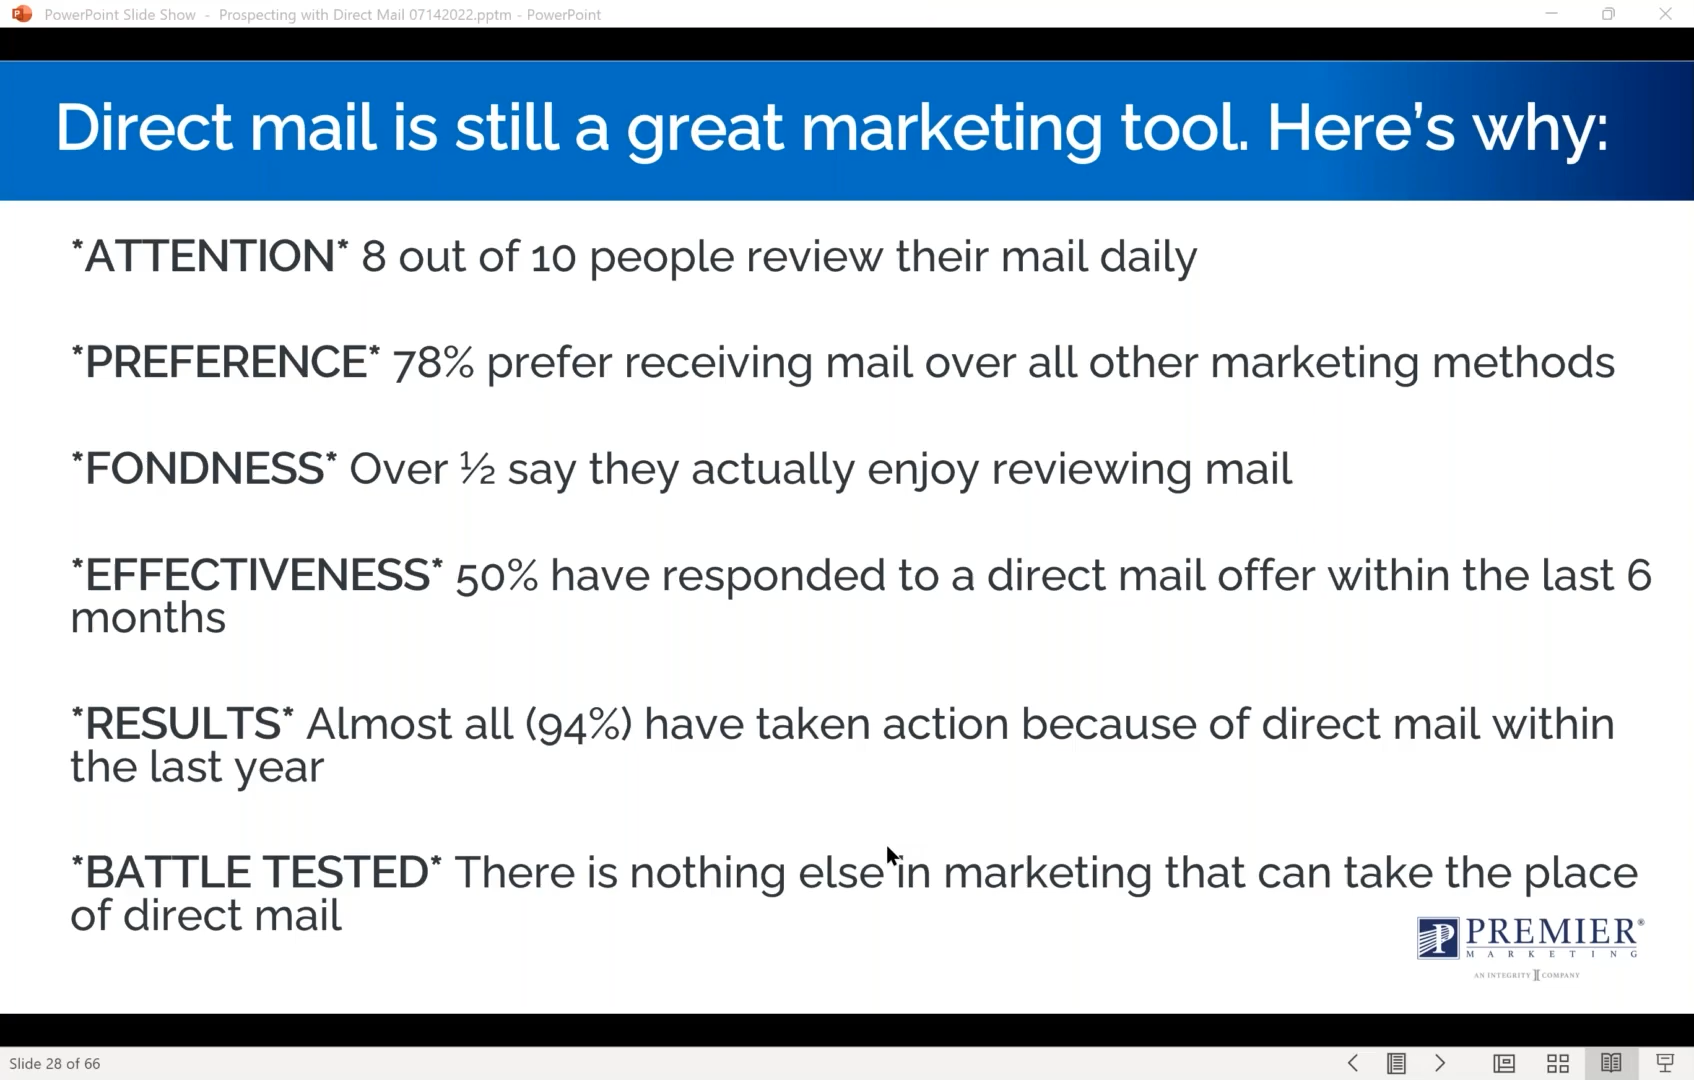 PowerPoint Slide Show - Prospecting with Direct Mail 07142022.pptm - PowerPoint
Direct mail is still a great marketing tool. Here’s why:
*ATTENTION* 8 out of 10 people review their mail daily
*PREFERENCE* 78% prefer receiving mail over all other marketing methods
*FONDNESS* Over ½ say they actually enjoy reviewing mail
*EFFECTIVENESS* 50% have responded to a direct mail offer within the last 6
months
*RESULTS* Almost all (94%) have taken action because of direct mail within
the last year
*BATTLE TESTED* There is nothing else in marketing that can take the place
of direct mail
P PREMIER®
MARKETING
AN INTEGRITY COMPANY
Slide 28 of 66